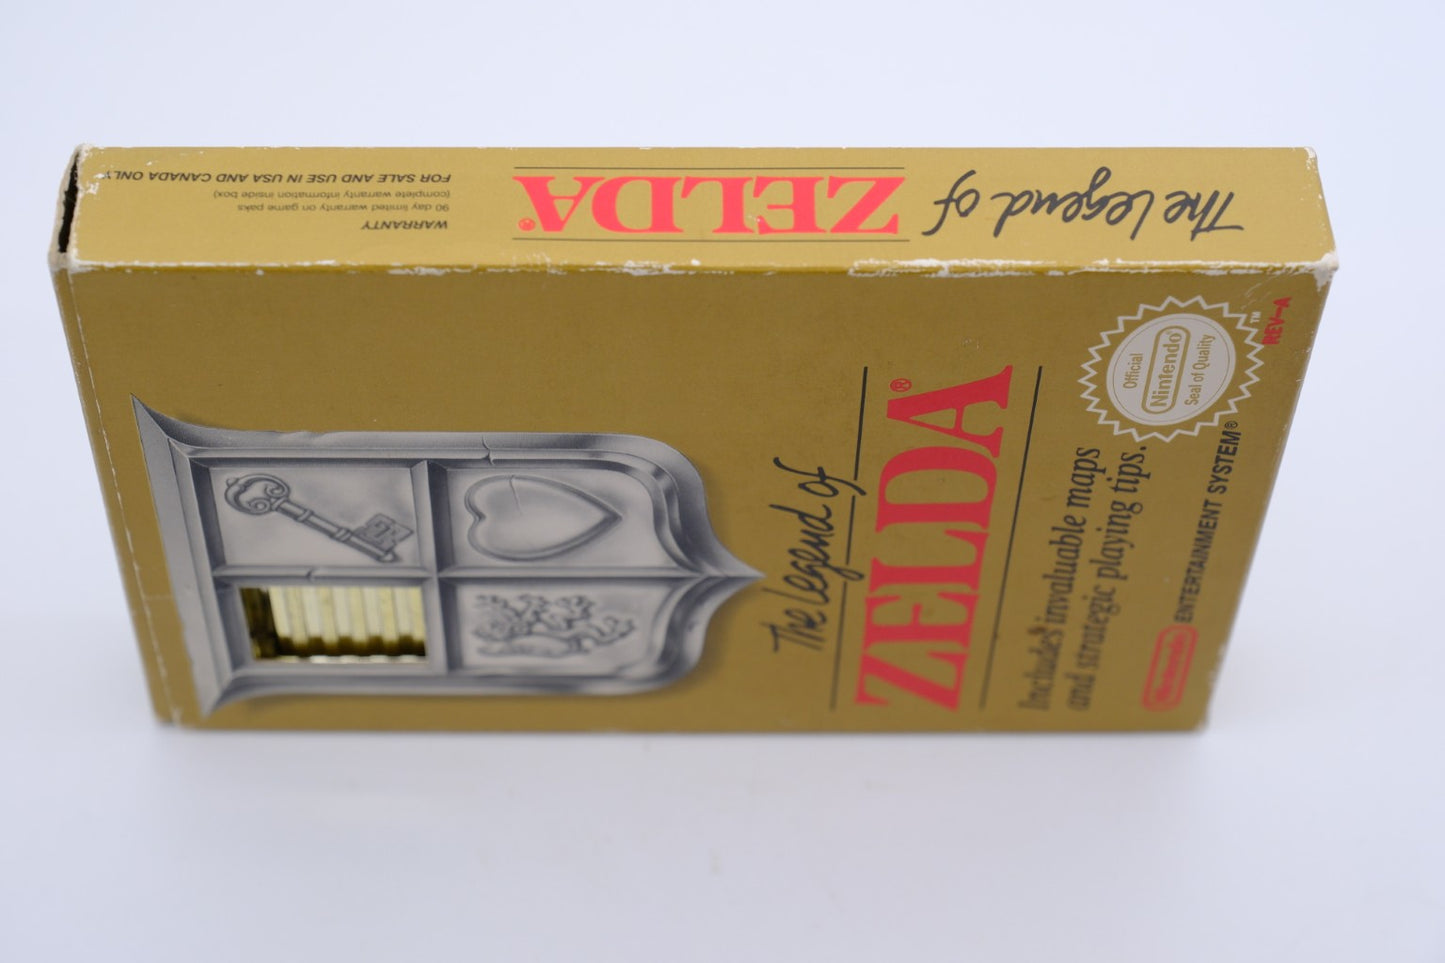 The Legend of
ZELDA®
WARRANTY
90 day limited warranty on game paks
(complete warranty information inside box)
FOR SALE AND USE IN USA AND CANADA ONLY
The Legend of
ZELDA®
Includes invaluable maps
and strategic playing tips.
Official
Nintendo®
Seal of Quality
TM
REV-A
Nintendo
ENTERTAINMENT SYSTEM®